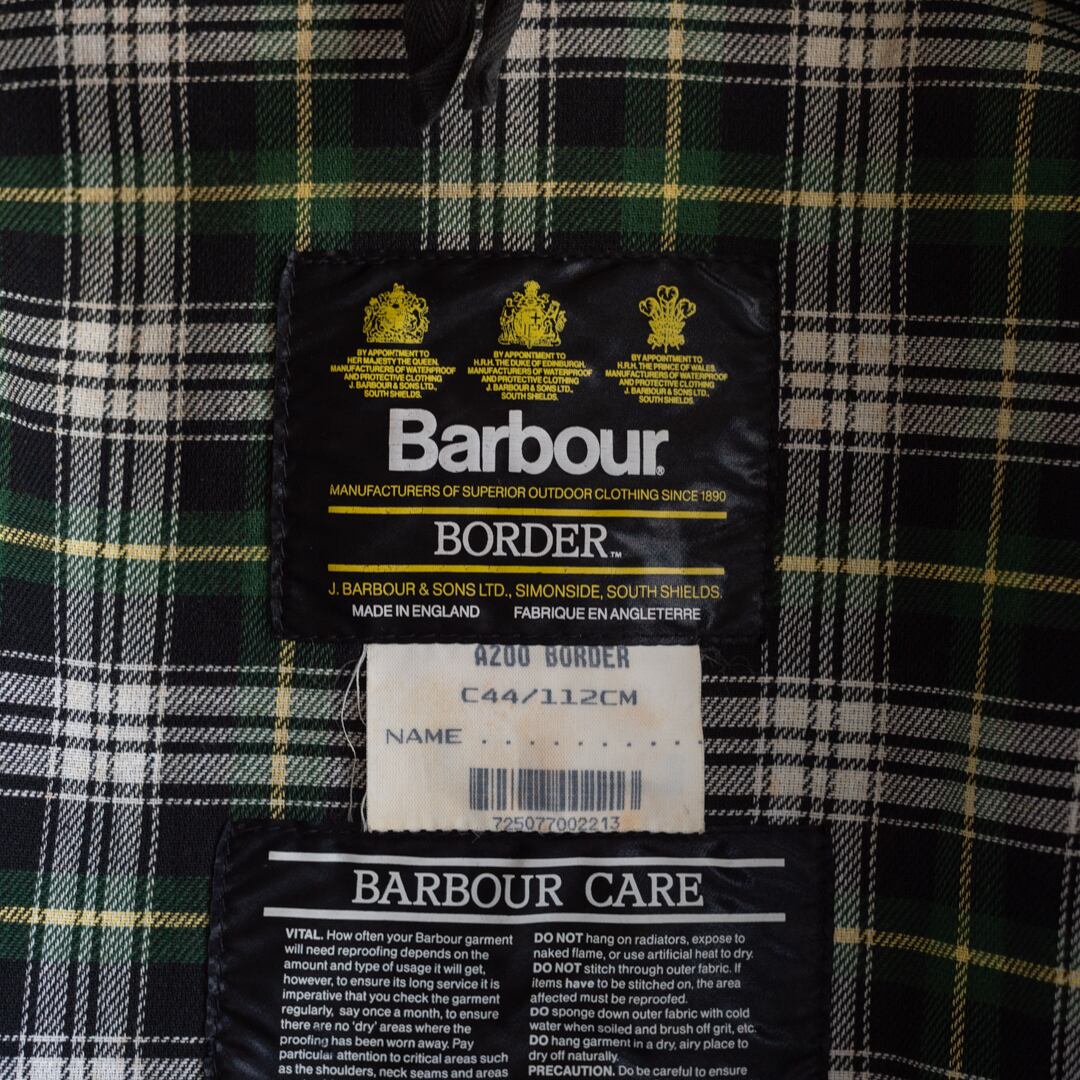 BY APPOINTMENT TO
HER MAJESTY THE QUEEN.
MANUFACTURERS OF WATERPROOF
AND PROTECTIVE CLOTHING
J. BARBOUR & SONS LTD.,
SOUTH SHIELDS.
BY APPOINTMENT TO
H.R.H. THE DUKE OF EDINBURGH.
MANUFACTURERS OF WATERPROOF
AND PROTECTIVE CLOTHING
J. BARBOUR & SONS LTD.,
SOUTH SHIELDS.
BY APPOINTMENT TO
H.R.H. THE PRINCE OF WALES.
MANUFACTURERS OF WATERPROOF
AND PROTECTIVE CLOTHING
J. BARBOUR & SONS LTD.,
SOUTH SHIELDS.
Barbour®
MANUFACTURERS OF SUPERIOR OUTDOOR CLOTHING SINCE 1890
BORDER™
J. BARBOUR & SONS LTD., SIMONSIDE, SOUTH SHIELDS.
MADE IN ENGLAND FABRIQUE EN ANGLETERRE
A200 BORDER
C44/112CM
NAME ..........
725077002213
BARBOUR CARE
VITAL. How often your Barbour garment
will need reproofing depends on the
amount and type of usage it will get,
however, to ensure its long service it is
imperative that you check the garment
regularly, say once a month, to ensure
there are no 'dry' areas where the
proofing has been worn away. Pay
particular attention to critical areas such
as the shoulders, neck seams and areas
DO NOT hang on radiators, expose to
naked flame, or use artificial heat to dry.
DO NOT stitch through outer fabric. If
items have to be stitched on, the area
affected must be reproofed.
DO sponge down outer fabric with cold
water when soiled and brush off grit, etc.
DO hang garment in a dry, airy place to
dry off naturally.
PRECAUTION. Do be careful to ensure